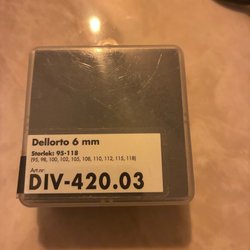 Dellorto 6 mm
Storlek: 95-118
(95, 98, 100, 102, 105, 108, 110, 112, 115, 118)
Art.nr:
DIV-420.03